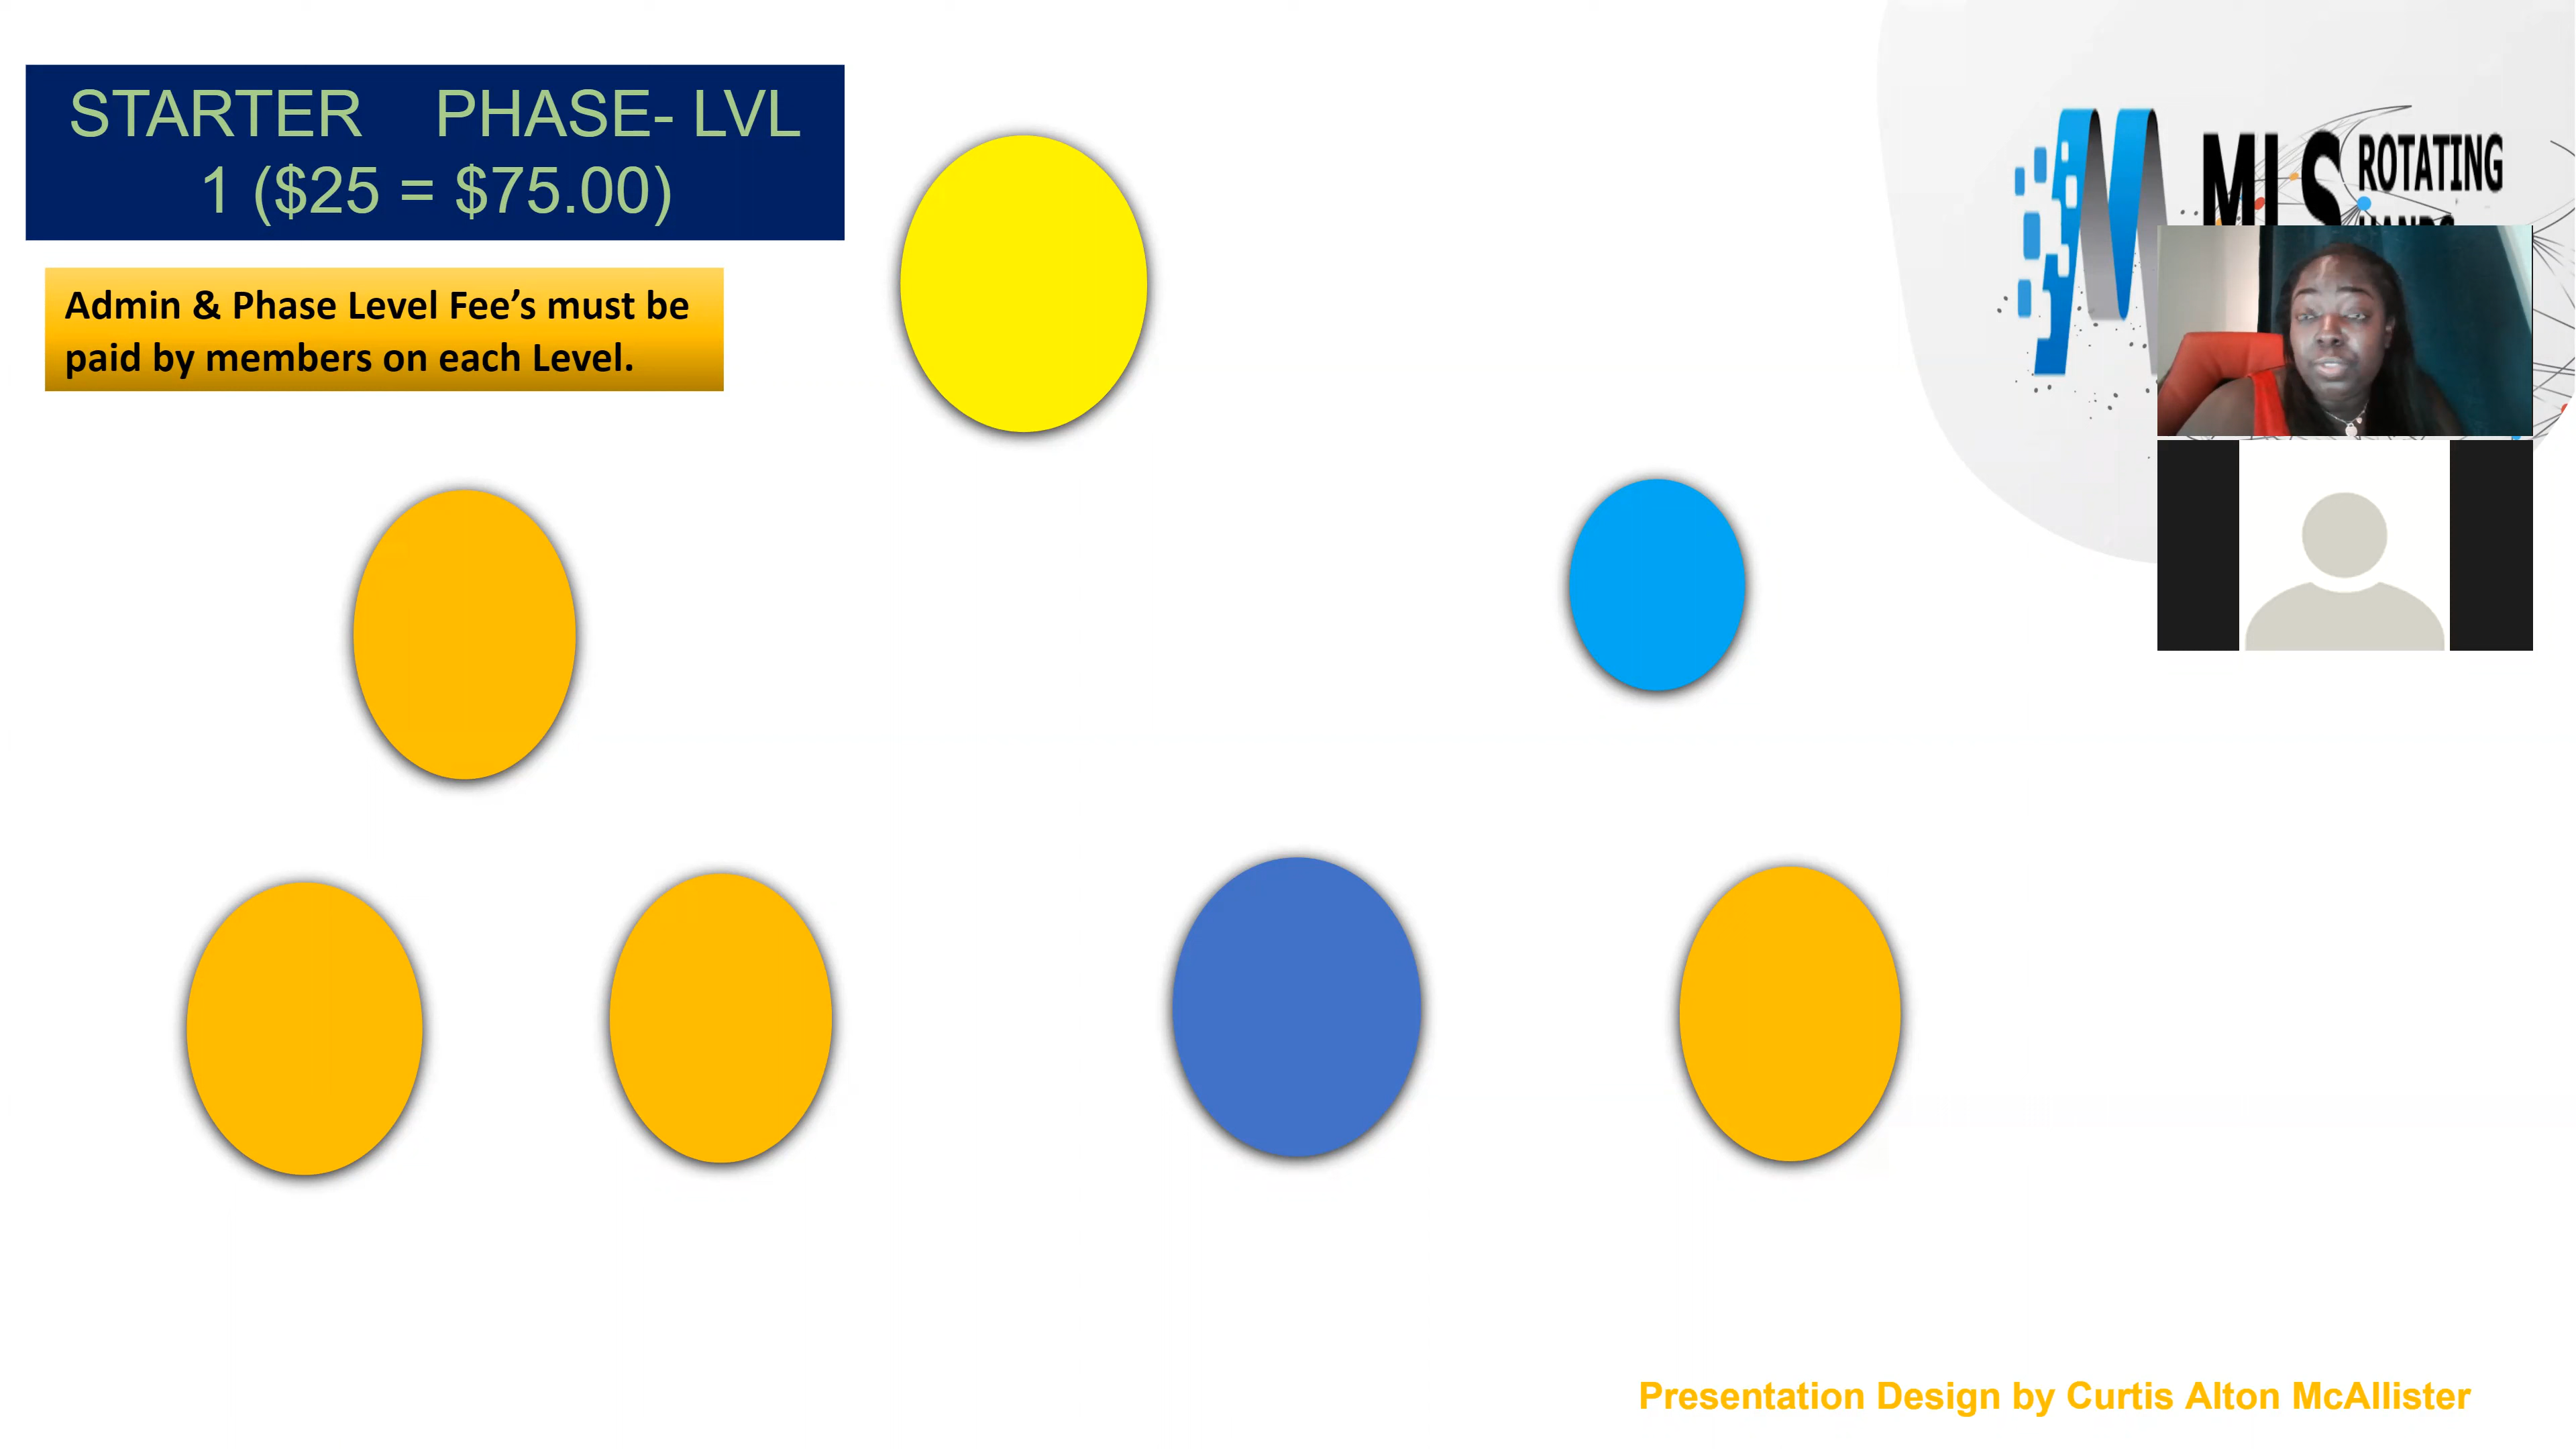 STARTER PHASE- LVL
1 ($25 = $75.00)
Admin & Phase Level Fee’s must be
paid by members on each Level.
MLS ROTATING
Presentation Design by Curtis Alton McAllister